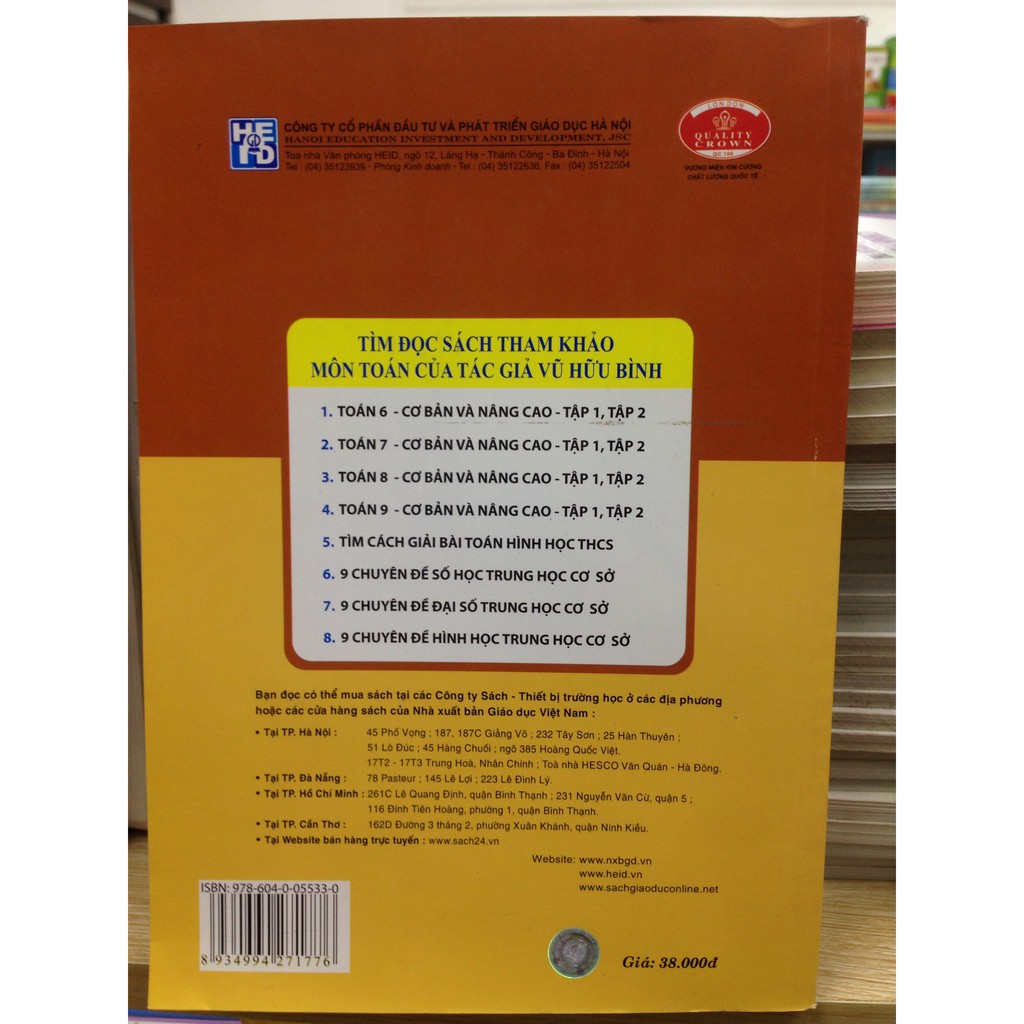 HEID
CÔNG TY CỔ PHẦN ĐẦU TƯ VÀ PHÁT TRIỂN GIÁO DỤC HÀ NỘI
HANOI EDUCATION INVESTMENT AND DEVELOPMENT, JSC
Toà nhà Văn phòng HEID, ngõ 12, Láng Hạ - Thành Công - Ba Đình - Hà Nội
Tel : (04) 35123939 - Phòng Kinh doanh - Tel : (04) 35122636, Fax : (04) 35122504
LONDON
QUALITY
CROWN
QC 100
VƯƠNG MIỆN KIM CƯƠNG
CHẤT LƯỢNG QUỐC TẾ
TÌM ĐỌC SÁCH THAM KHẢO
MÔN TOÁN CỦA TÁC GIẢ VŨ HỮU BÌNH
1. TOÁN 6 - CƠ BẢN VÀ NÂNG CAO - TẬP 1, TẬP 2
2. TOÁN 7 - CƠ BẢN VÀ NÂNG CAO - TẬP 1, TẬP 2
3. TOÁN 8 - CƠ BẢN VÀ NÂNG CAO - TẬP 1, TẬP 2
4. TOÁN 9 - CƠ BẢN VÀ NÂNG CAO - TẬP 1, TẬP 2
5. TÌM CÁCH GIẢI BÀI TOÁN HÌNH HỌC THCS
6. 9 CHUYÊN ĐỀ SỐ HỌC TRUNG HỌC CƠ SỞ
7. 9 CHUYÊN ĐỀ ĐẠI SỐ TRUNG HỌC CƠ SỞ
8. 9 CHUYÊN ĐỀ HÌNH HỌC TRUNG HỌC CƠ SỞ
Bạn đọc có thể mua sách tại các Công ty Sách - Thiết bị trường học ở các địa phương
hoặc các cửa hàng sách của Nhà xuất bản Giáo dục Việt Nam :
• Tại TP. Hà Nội : 45 Phố Vọng ; 187, 187C Giảng Võ ; 232 Tây Sơn ; 25 Hàn Thuyên ;
51 Lò Đúc ; 45 Hàng Chuối ; ngõ 385 Hoàng Quốc Việt.
17T2 - 17T3 Trung Hoà, Nhân Chính ; Toà nhà HESCO Văn Quán - Hà Đông.
• Tại TP. Đà Nẵng : 78 Pasteur ; 145 Lê Lợi ; 223 Lê Đình Lý.
• Tại TP. Hồ Chí Minh : 261C Lê Quang Định, quận Bình Thạnh ; 231 Nguyễn Văn Cừ, quận 5 ;
116 Đinh Tiên Hoàng, phường 1, quận Bình Thạnh.
• Tại TP. Cần Thơ : 162D Đường 3 tháng 2, phường Xuân Khánh, quận Ninh Kiều.
• Tại Website bán hàng trực tuyến : www.sach24.vn
Website: www.nxbgd.vn
www.heid.vn
www.sachgiaoduconline.net
ISBN: 978-604-0-05533-0
8 934994 271776
Giá: 38.000đ